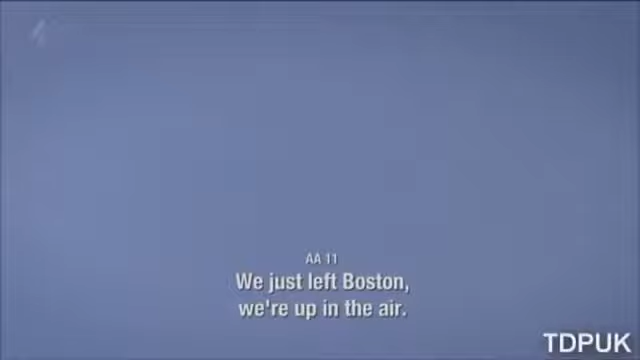 AA 11
We just left Boston,
we're up in the air.
TDPUK